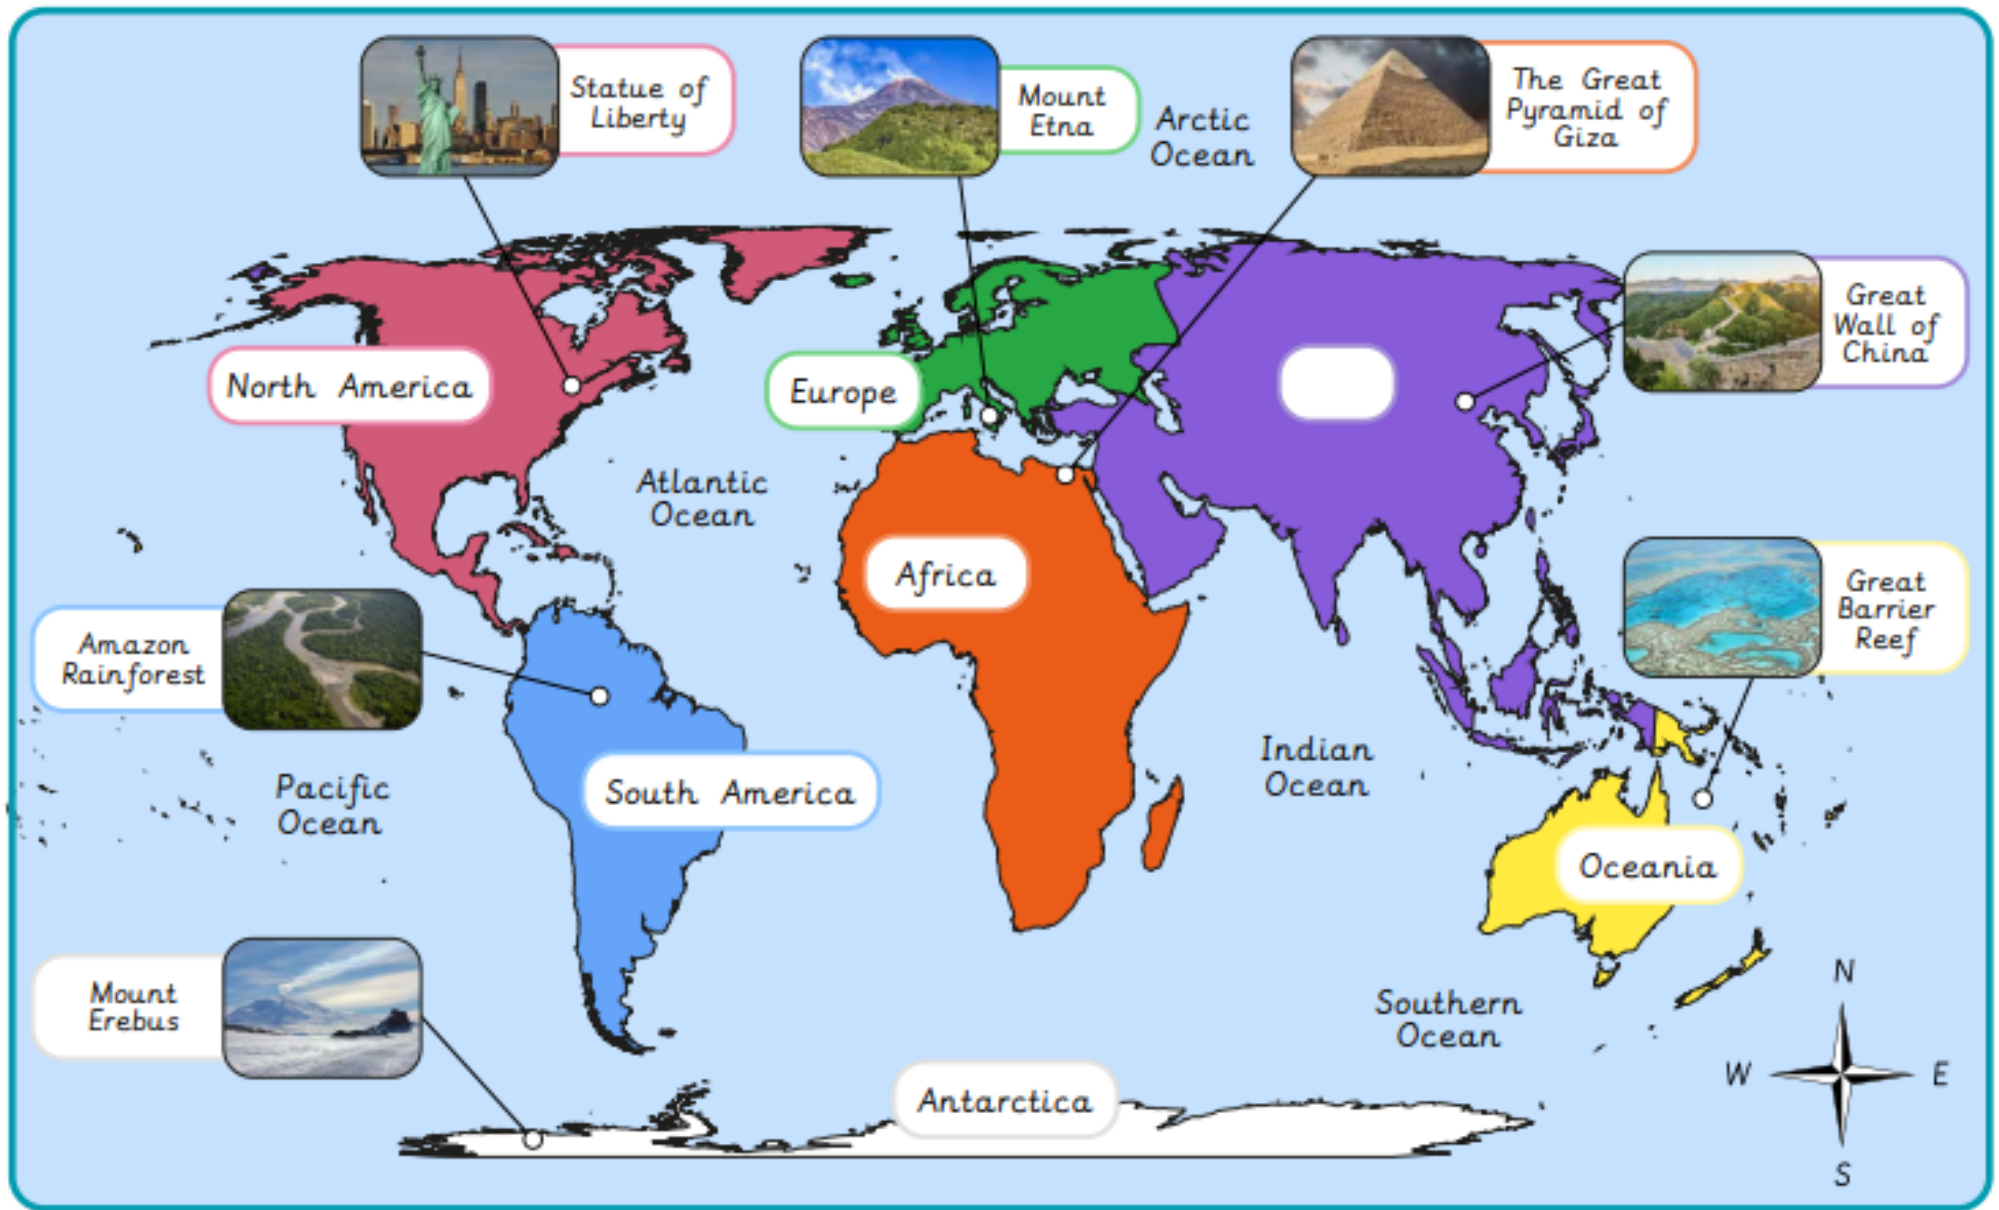 Statue of
Liberty
Mount
Etna
Arctic
Ocean
The Great
Pyramid of
Giza
Great
Wall of
China
North America
Europe
Atlantic
Ocean
Africa
Great
Barrier
Reef
Amazon
Rainforest
Indian
Ocean
Pacific
Ocean
South America
Oceania
Mount
Erebus
Southern
Ocean
Antarctica
N
W
E
S